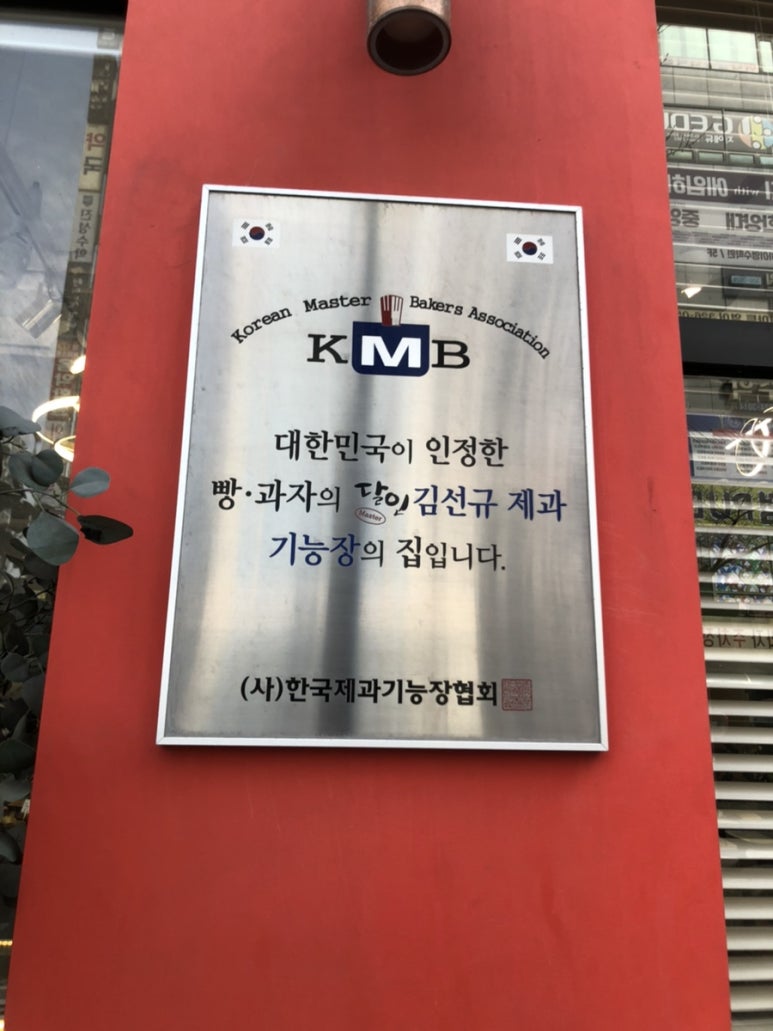 Korean Master Bakers Association
KMB
대한민국이 인정한
빵·과자의 달인 김선규 제과
Master
기능장의 집입니다.
(사)한국제과기능장협회
약국